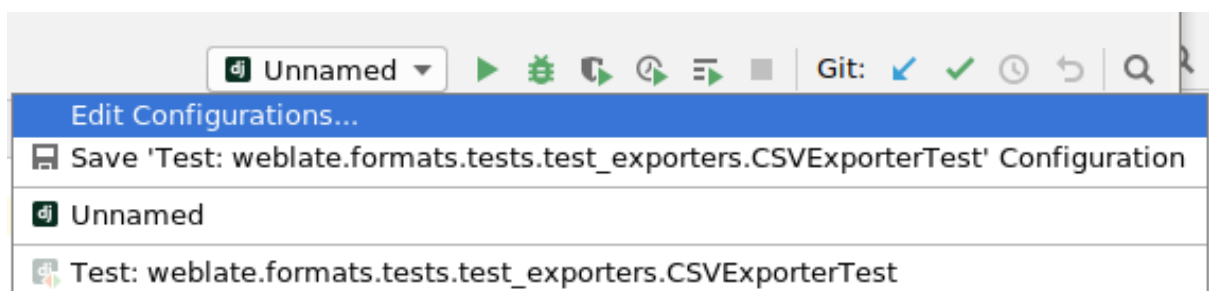 dj Unnamed Git:
Edit Configurations...
Save 'Test: weblate.formats.tests.test_exporters.CSVExporterTest' Configuration
dj Unnamed
dj Test: weblate.formats.tests.test_exporters.CSVExporterTest